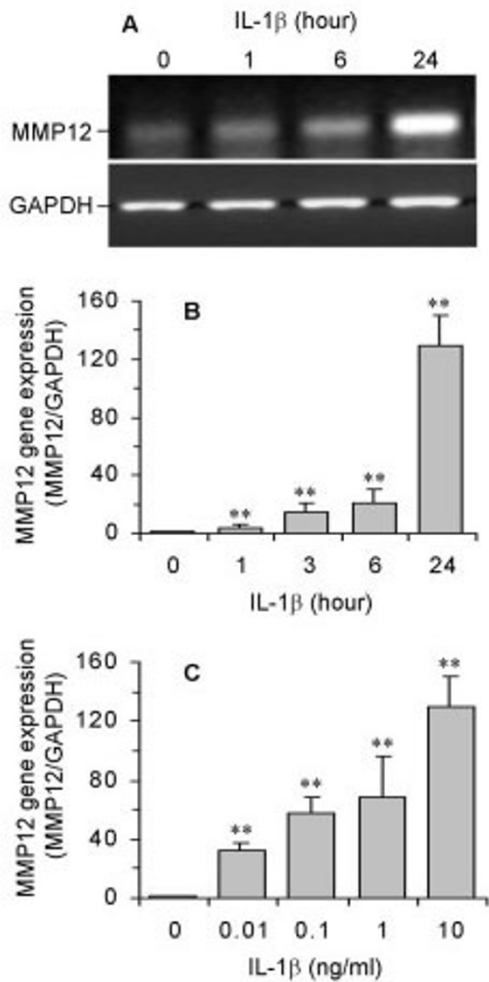 A
IL-1β (hour)
0 1 6 24
MMP12
GAPDH
B
MMP12 gene expression
(MMP12/GAPDH)
160
120
80
40
0
**
**
**
**
0 1 3 6 24
IL-1β (hour)
C
MMP12 gene expression
(MMP12/GAPDH)
160
120
80
40
0
**
**
**
**
0 0.01 0.1 1 10
IL-1β (ng/ml)